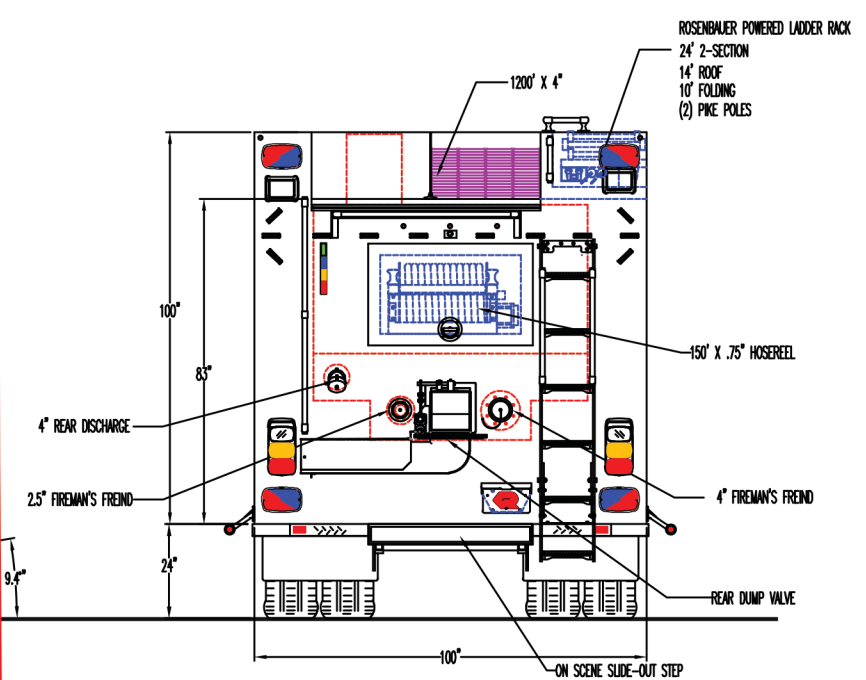 ROSENBAUER POWERED LADDER RACK
24' 2-SECTION
14' ROOF
10' FOLDING
(2) PIKE POLES
1200' X 4"
100"
83"
150' X .75" HOSEREEL
4" REAR DISCHARGE
2.5" FIREMAN'S FREIND
4" FIREMAN'S FREIND
24"
9.4°"
REAR DUMP VALVE
100"
ON SCENE SLIDE-OUT STEP